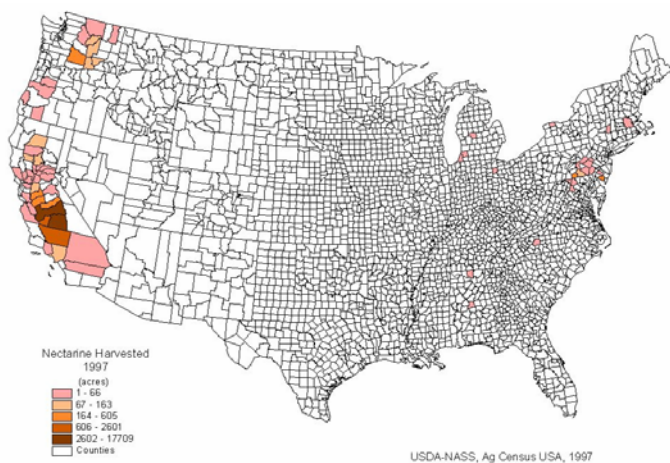 Nectarine Harvested
1997
(acres)
1 - 66
67 - 163
164 - 605
606 - 2601
2602 - 17709
Counties
USDA-NASS, Ag Census USA, 1997